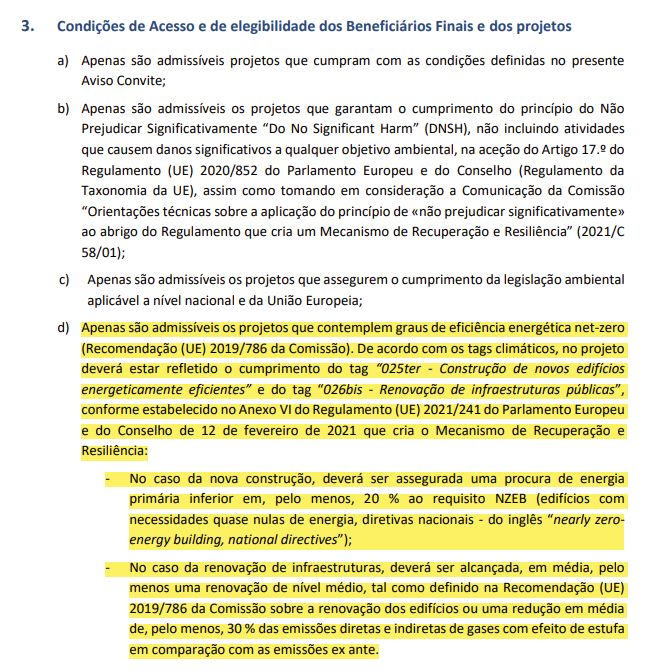 3. Condições de Acesso e de elegibilidade dos Beneficiários Finais e dos projetos
a) Apenas são admissíveis projetos que cumpram com as condições definidas no presente
Aviso Convite;
b) Apenas são admissíveis os projetos que garantam o cumprimento do princípio do Não
Prejudicar Significativamente “Do No Significant Harm” (DNSH), não incluindo atividades
que causem danos significativos a qualquer objetivo ambiental, na aceção do Artigo 17.º do
Regulamento (UE) 2020/852 do Parlamento Europeu e do Conselho (Regulamento da
Taxonomia da UE), assim como tomando em consideração a Comunicação da Comissão
“Orientações técnicas sobre a aplicação do princípio de «não prejudicar significativamente»
ao abrigo do Regulamento que cria um Mecanismo de Recuperação e Resiliência” (2021/C
58/01);
c) Apenas são admissíveis os projetos que assegurem o cumprimento da legislação ambiental
aplicável a nível nacional e da União Europeia;
d) Apenas são admissíveis os projetos que contemplem graus de eficiência energética net-zero
(Recomendação (UE) 2019/786 da Comissão). De acordo com os tags climáticos, no projeto
deverá estar refletido o cumprimento do tag “025ter - Construção de novos edifícios
energeticamente eficientes” e do tag “026bis - Renovação de infraestruturas públicas”,
conforme estabelecido no Anexo VI do Regulamento (UE) 2021/241 do Parlamento Europeu
e do Conselho de 12 de fevereiro de 2021 que cria o Mecanismo de Recuperação e
Resiliência:
- No caso da nova construção, deverá ser assegurada uma procura de energia
primária inferior em, pelo menos, 20 % ao requisito NZEB (edifícios com
necessidades quase nulas de energia, diretivas nacionais - do inglês “nearly zero-
energy building, national directives”);
- No caso da renovação de infraestruturas, deverá ser alcançada, em média, pelo
menos uma renovação de nível médio, tal como definido na Recomendação (UE)
2019/786 da Comissão sobre a renovação dos edifícios ou uma redução em média
de, pelo menos, 30 % das emissões diretas e indiretas de gases com efeito de estufa
em comparação com as emissões ex ante.